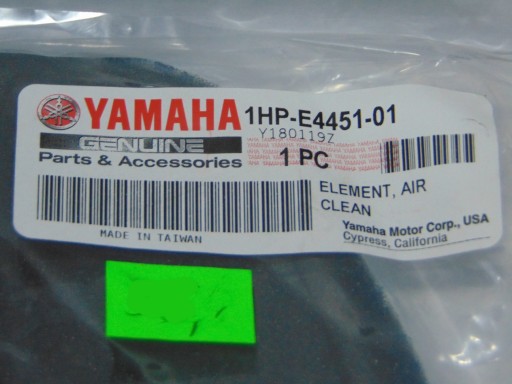 YAMAHA 1HP-E4451-01
Y180119Z
GENUINE
Parts & Accessories
1 PC
ELEMENT, AIR
CLEAN
MADE IN TAIWAN
Yamaha Motor Corp., USA
Cypress, California